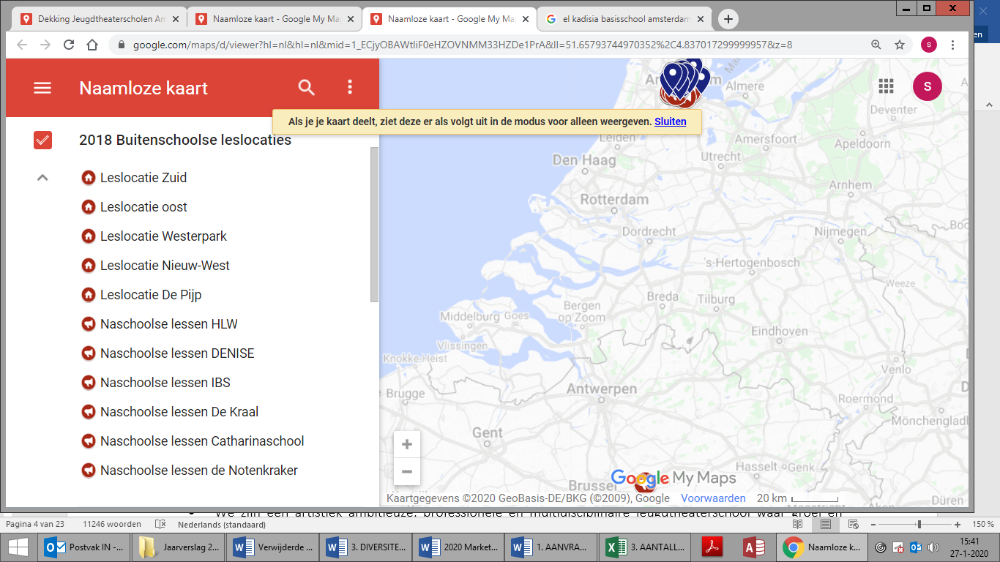 Dekking Jeugdtheaterscholen Am
Naamloze kaart - Google My Map
Naamloze kaart - Google My Map
el kadisia basisschool amsterdam
google.com/maps/d/viewer?hl=nl&hl=nl&mid=1_ECjyOBAWtIiF0eHZOVNMM33HZDe1PrA&ll=51.65793744970352%2C4.837017299999957&z=8
S
en
Naamloze kaart
S
Als je je kaart deelt, ziet deze er als volgt uit in de modus voor alleen weergeven. Sluiten
2018 Buitenschoolse leslocaties
Leslocatie Zuid
Leslocatie oost
Leslocatie Westerpark
Leslocatie Nieuw-West
Leslocatie De Pijp
Naschoolse lessen HLW
Naschoolse lessen DENISE
Naschoolse lessen IBS
Naschoolse lessen De Kraal
Naschoolse lessen Catharinaschool
Naschoolse lessen de Notenkraker
Almere
Deventer
Leiden
Amersfoort
Apeldoorn
Den Haag
Utrecht
Arnhem
Rotterdam
Dordrecht
Nijmegen
's-Hertogenbosch
Weeze
Breda
Tilburg
Bergen
op Zoom
Middelburg
Goes
Eindhoven
Vlissingen
Knokke-Heist
Venlo
Brugge
Antwerpen
Roermond
Mönchenglad
Gent
Hasselt
Genk
Brussel
Düren
Google My Maps
Kaartgegevens ©2020 GeoBasis-DE/BKG (©2009), Google
Voorwaarden
20 km
We zijn een artistiek ambitieuze, professionele en multidisciplinaire jeugdtheaterschool waar groei en
Pagina 4 van 23
11246 woorden
Nederlands (standaard)
150 %
Postvak IN -...
Jaarverslag 2...
Verwijderde ...
3. DIVERSITE...
2020 Market...
1. AANVRA...
3. AANTALL...
Naamloze k...
15:41
27-1-2020